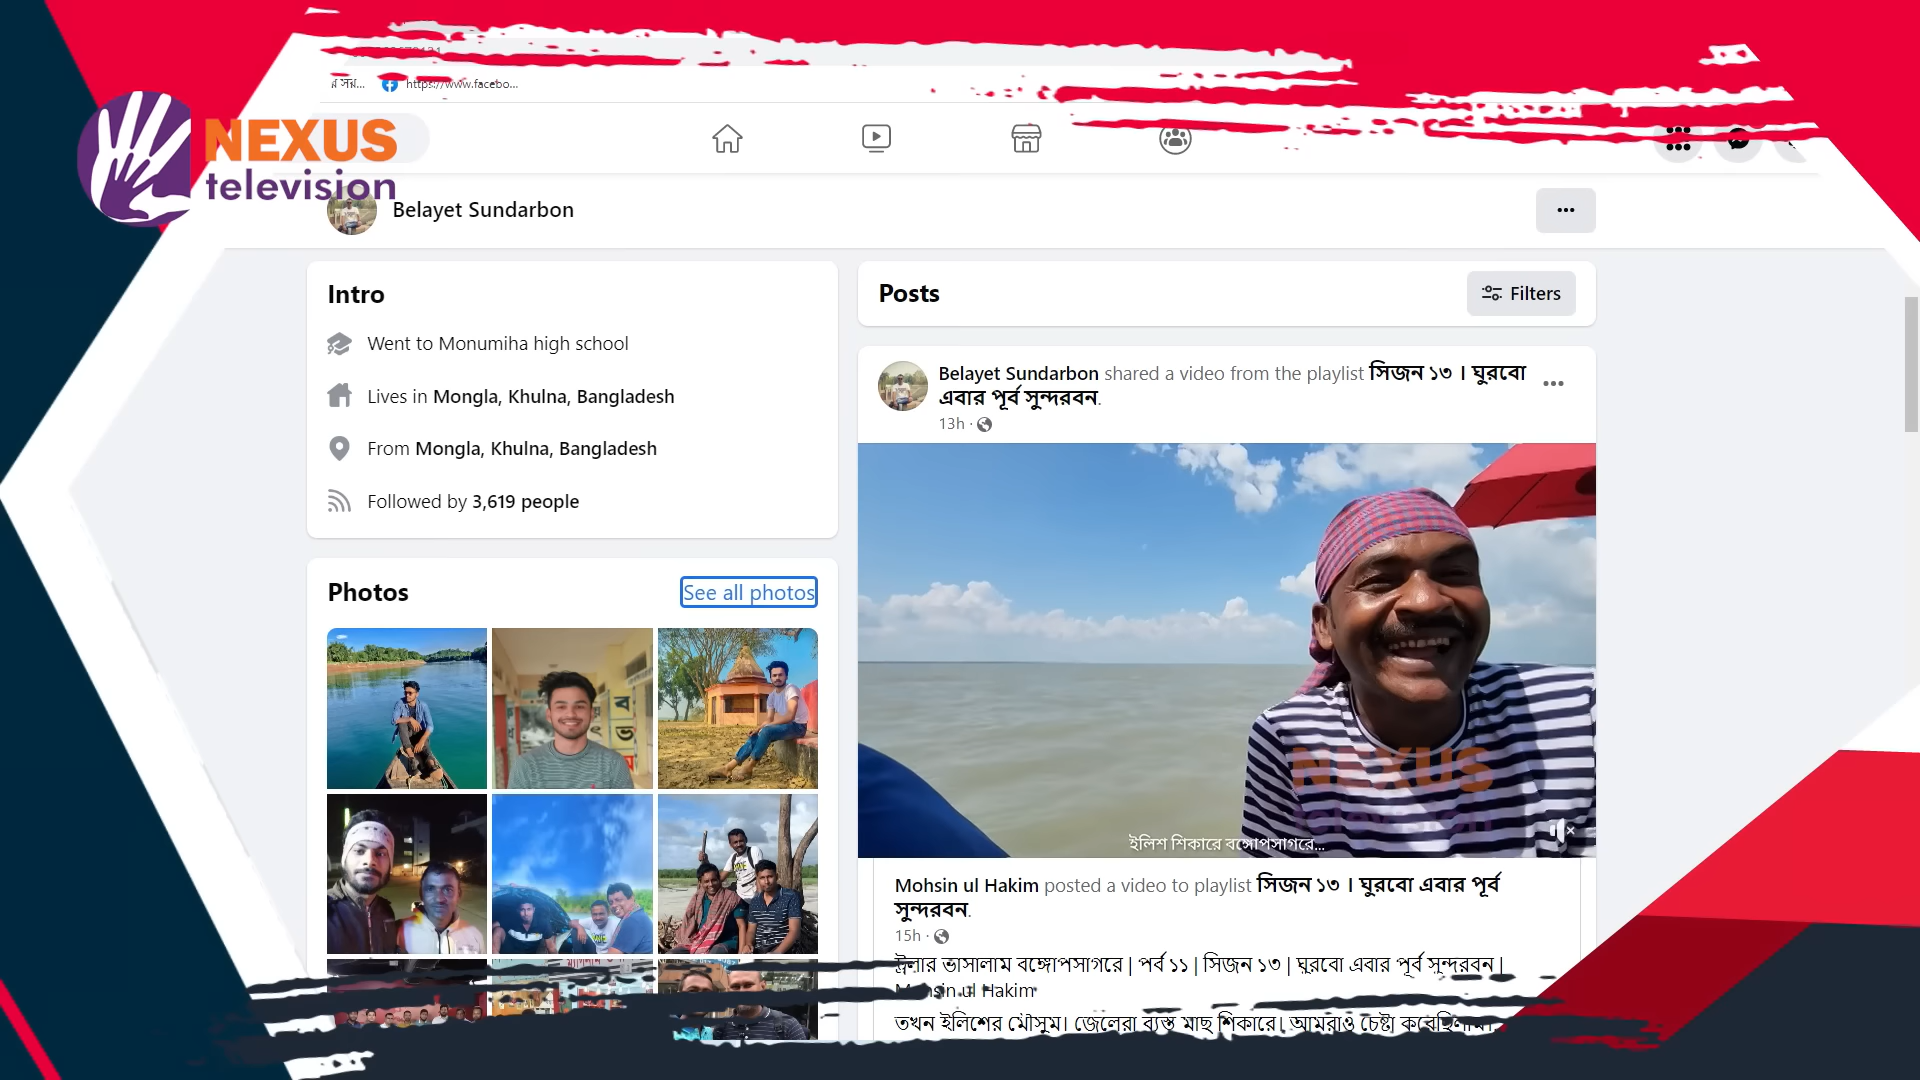 র সর...
https://www.facebo...
NEXUS
television
Belayet Sundarbon
Intro
Went to Monumiha high school
Lives in Mongla, Khulna, Bangladesh
From Mongla, Khulna, Bangladesh
Followed by 3,619 people
Photos
See all photos
Posts
Filters
Belayet Sundarbon shared a video from the playlist সিজন ১৩ । ঘুরবো
এবার পূর্ব সুন্দরবন.
13h ·
NEXUS
television
ইলিশ শিকারে বঙ্গোপসাগরে...
Mohsin ul Hakim posted a video to playlist সিজন ১৩ । ঘুরবো এবার পূর্ব
সুন্দরবন.
15h ·
ট্রলার ভাসালাম বঙ্গোপসাগরে | পর্ব ১১ | সিজন ১৩ | ঘুরবো এবার পূর্ব সুন্দরবন |
Mohsin ul Hakim
তখন ইলিশের মৌসুম। জেলেরা ব্যস্ত মাছ শিকারে। আমরাও চেষ্টা করেছিলাম।